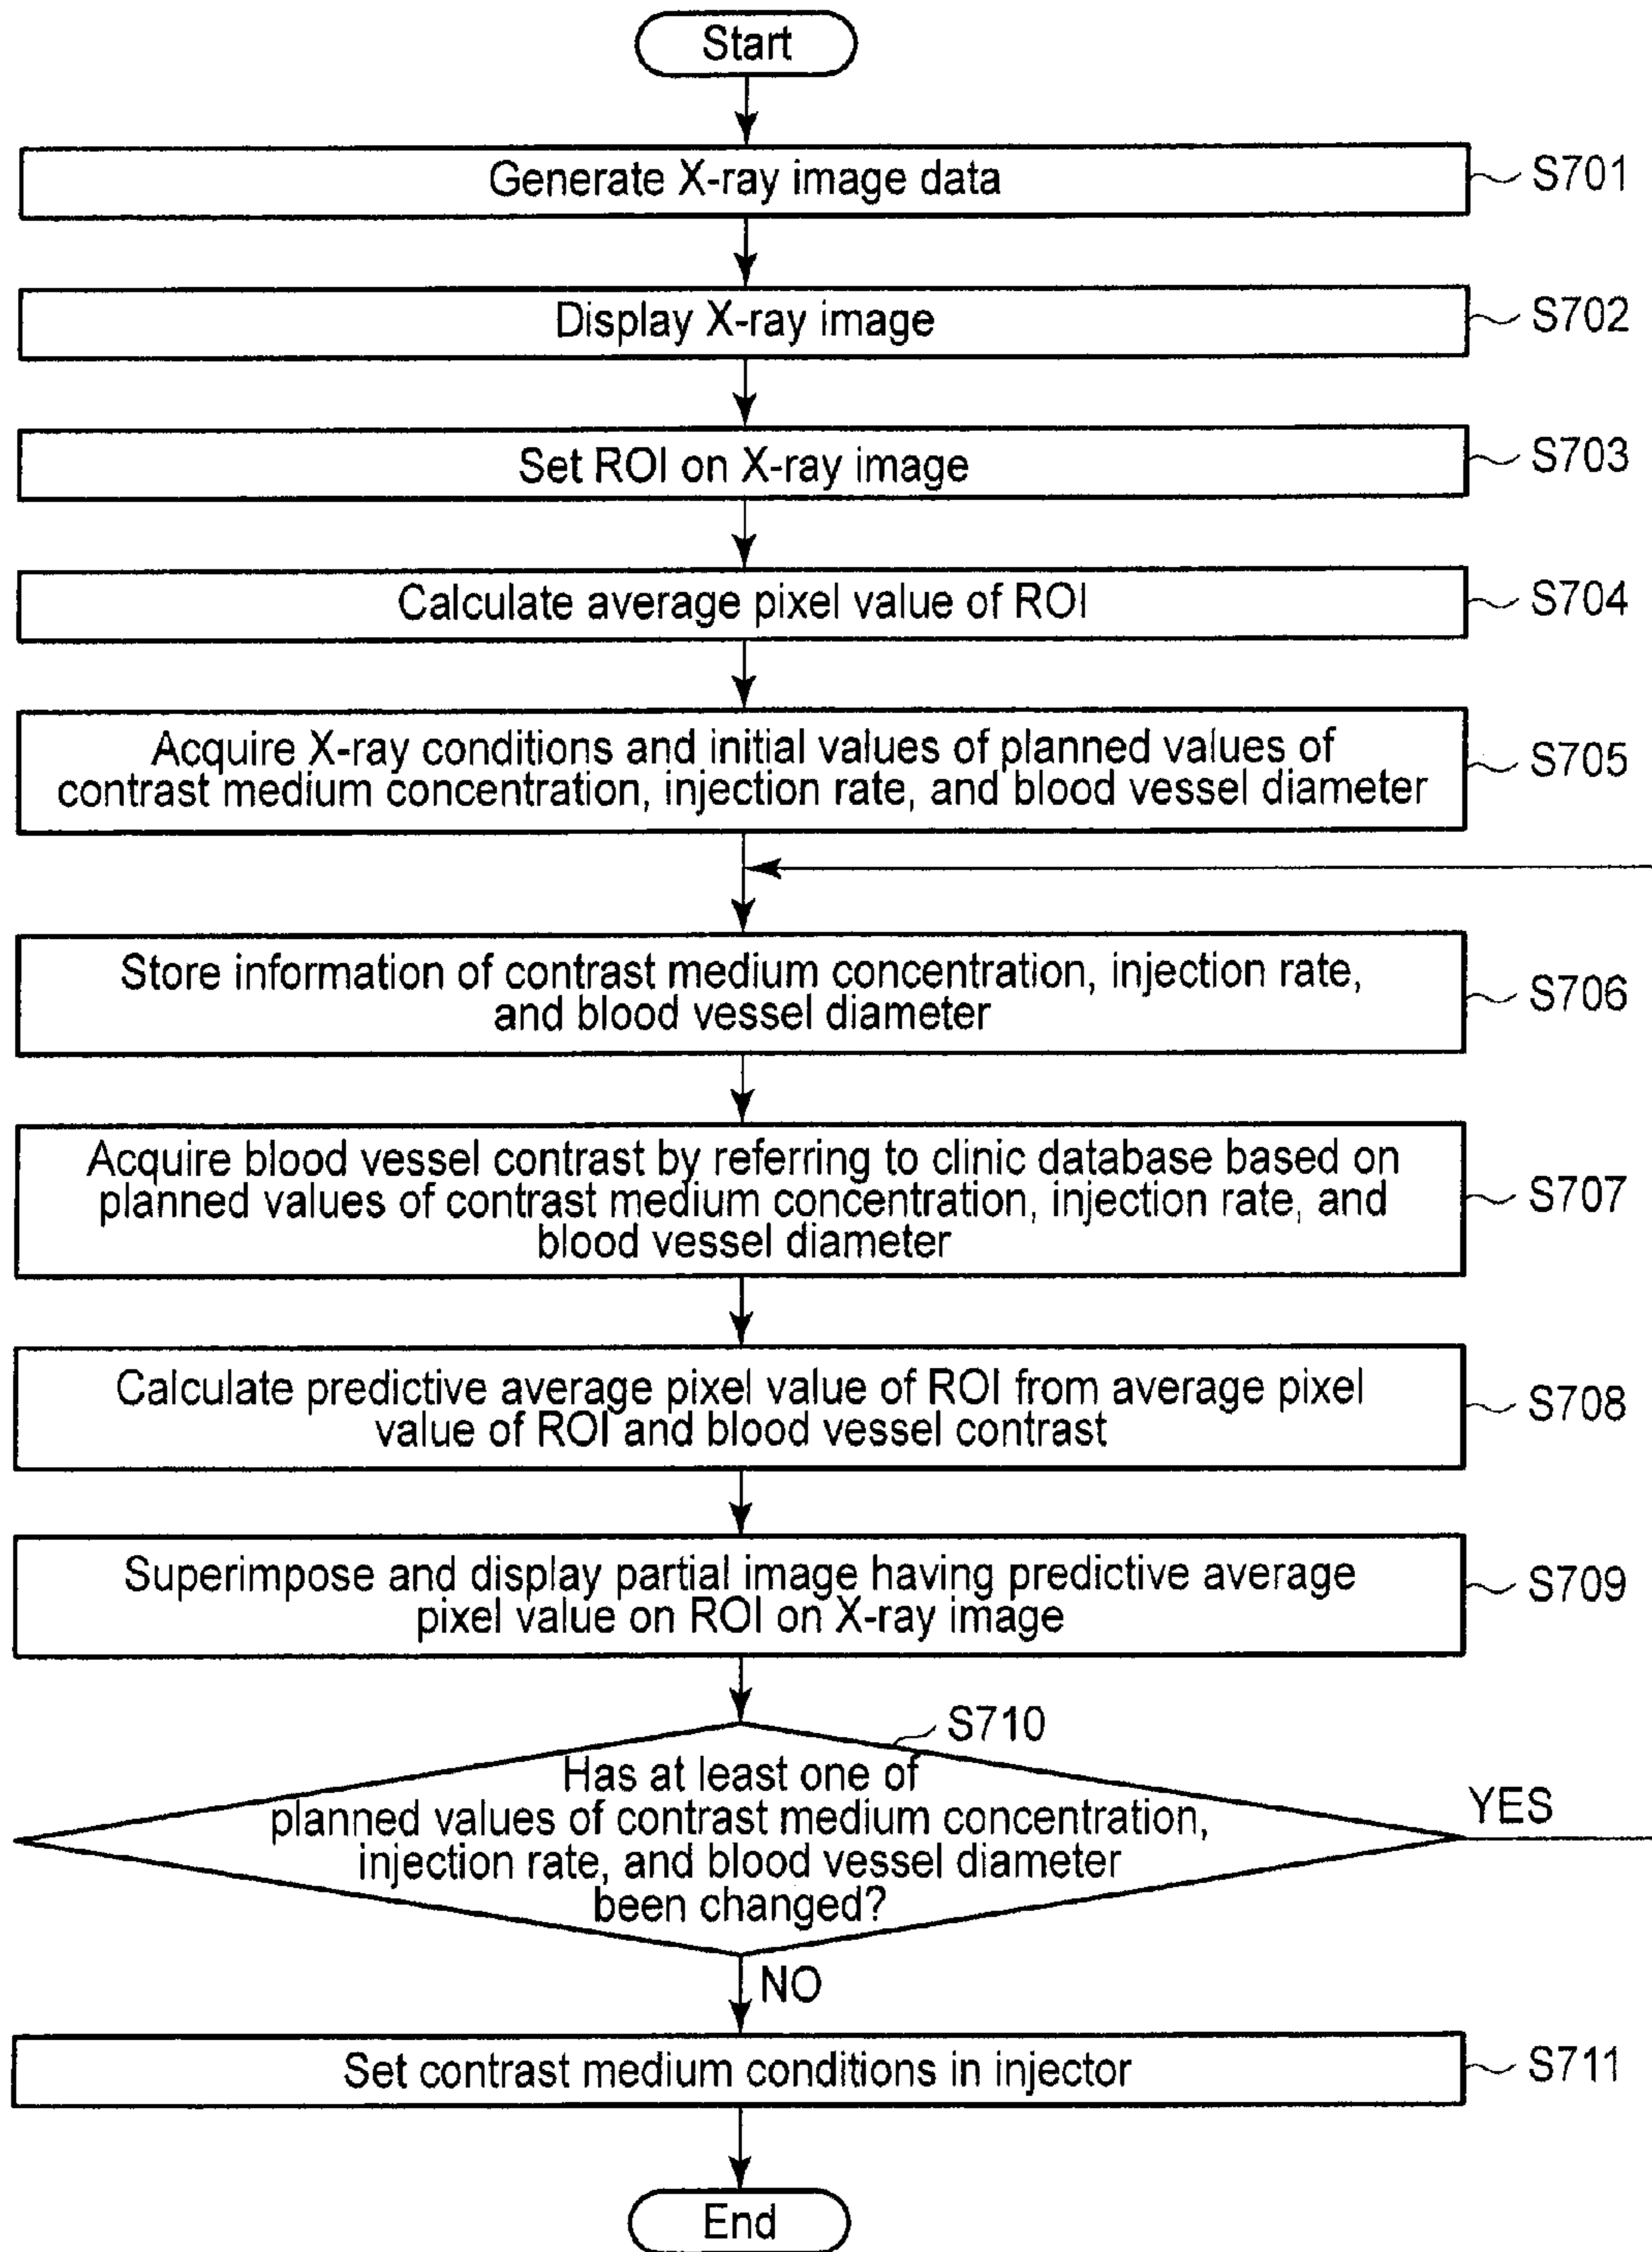 Start
Generate X-ray image data
S701
Display X-ray image
S702
Set ROI on X-ray image
S703
Calculate average pixel value of ROI
S704
Acquire X-ray conditions and initial values of planned values of
contrast medium concentration, injection rate, and blood vessel diameter
S705
Store information of contrast medium concentration, injection rate,
and blood vessel diameter
S706
Acquire blood vessel contrast by referring to clinic database based on
planned values of contrast medium concentration, injection rate, and
blood vessel diameter
S707
Calculate predictive average pixel value of ROI from average pixel
value of ROI and blood vessel contrast
S708
Superimpose and display partial image having predictive average
pixel value on ROI on X-ray image
S709
S710
Has at least one of
planned values of contrast medium concentration,
injection rate, and blood vessel diameter
been changed?
YES
NO
Set contrast medium conditions in injector
S711
End